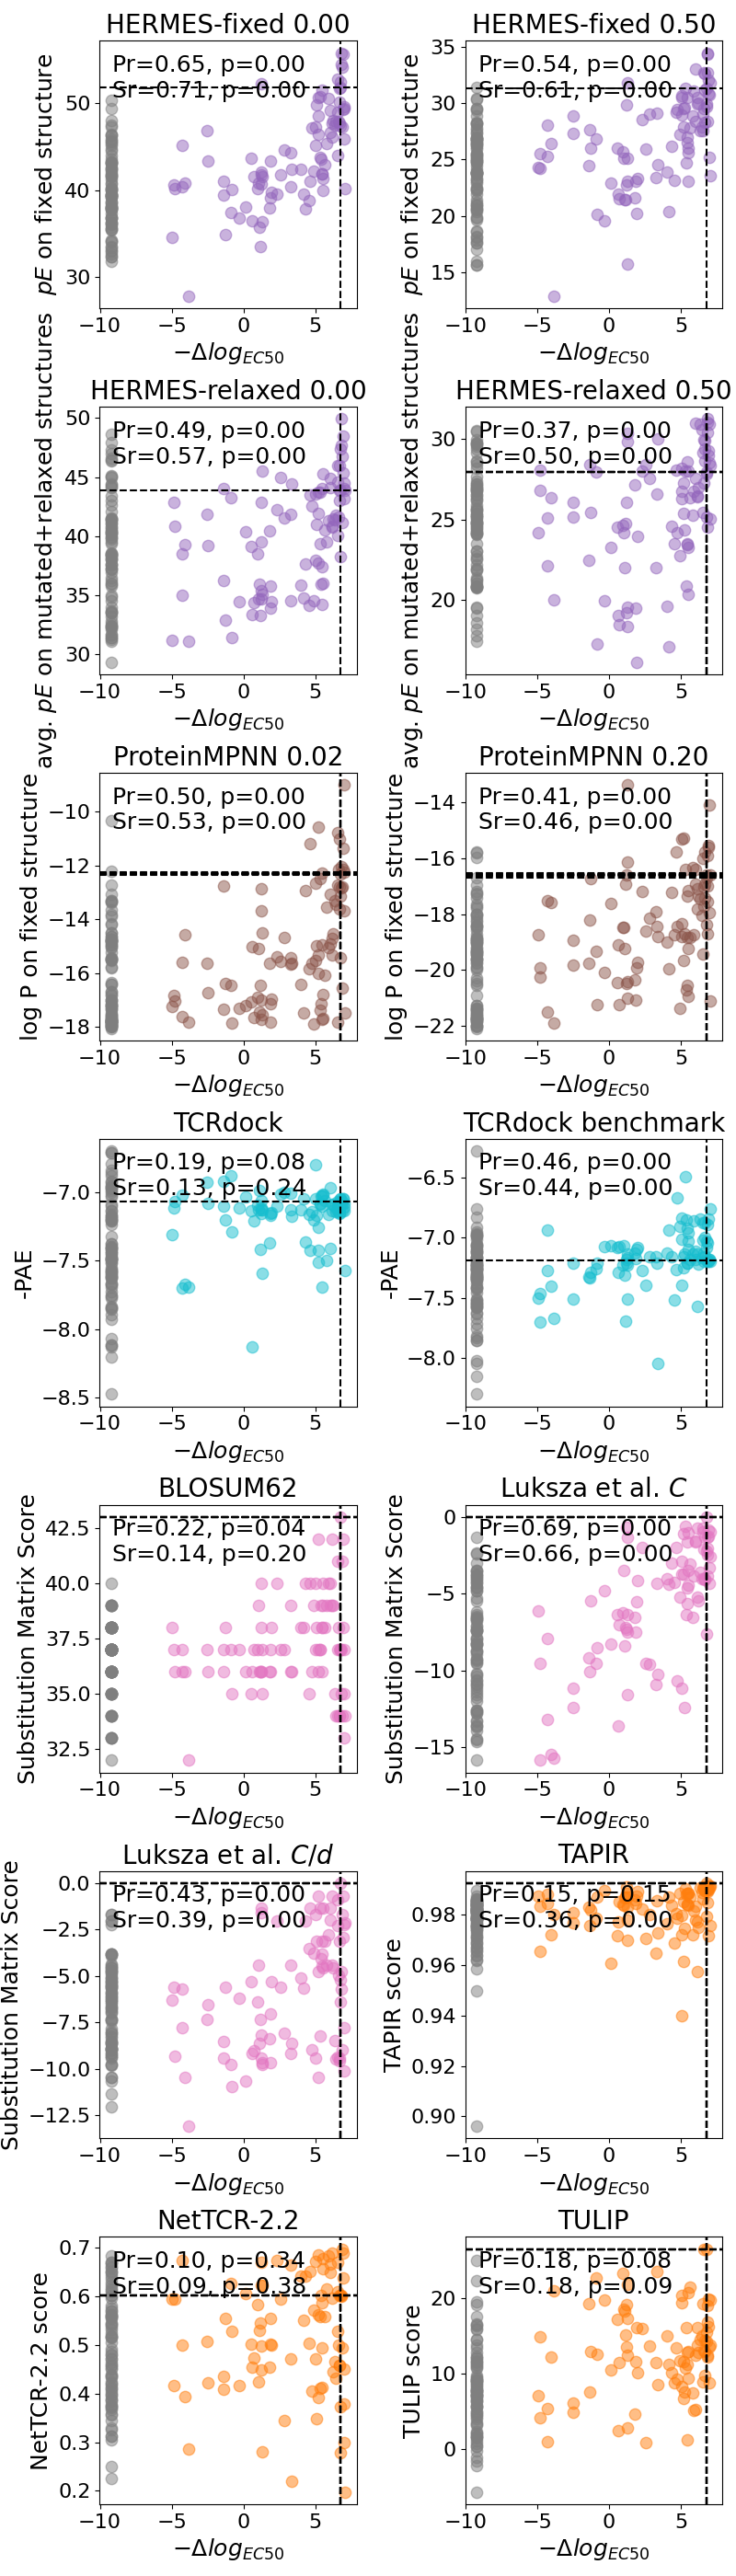 HERMES-fixed 0.00
Pr=0.65, p=0.00
Sr=0.71, p=0.00
pE on fixed structure
50
40
30
−10 −5 0 5
−Δlog_EC50
HERMES-fixed 0.50
Pr=0.54, p=0.00
Sr=0.61, p=0.00
pE on fixed structure
35
30
25
20
15
−10 −5 0 5
−Δlog_EC50
HERMES-relaxed 0.00
Pr=0.49, p=0.00
Sr=0.57, p=0.00
avg. pE on mutated+relaxed structures
50
45
40
35
30
−10 −5 0 5
−Δlog_EC50
HERMES-relaxed 0.50
Pr=0.37, p=0.00
Sr=0.50, p=0.00
avg. pE on mutated+relaxed structures
30
25
20
−10 −5 0 5
−Δlog_EC50
ProteinMPNN 0.02
Pr=0.50, p=0.00
Sr=0.53, p=0.00
log P on fixed structure
−10
−12
−14
−16
−18
−10 −5 0 5
−Δlog_EC50
ProteinMPNN 0.20
Pr=0.41, p=0.00
Sr=0.46, p=0.00
log P on fixed structure
−14
−16
−18
−20
−22
−10 −5 0 5
−Δlog_EC50
TCRdock
Pr=0.19, p=0.08
Sr=0.13, p=0.24
-PAE
−7.0
−7.5
−8.0
−8.5
−10 −5 0 5
−Δlog_EC50
TCRdock benchmark
Pr=0.46, p=0.00
Sr=0.44, p=0.00
-PAE
−6.5
−7.0
−7.5
−8.0
−10 −5 0 5
−Δlog_EC50
BLOSUM62
Pr=0.22, p=0.04
Sr=0.14, p=0.20
Substitution Matrix Score
42.5
40.0
37.5
35.0
32.5
−10 −5 0 5
−Δlog_EC50
Luksza et al. C
Pr=0.69, p=0.00
Sr=0.66, p=0.00
Substitution Matrix Score
0
−5
−10
−15
−10 −5 0 5
−Δlog_EC50
Luksza et al. C/d
Pr=0.43, p=0.00
Sr=0.39, p=0.00
Substitution Matrix Score
0.0
−2.5
−5.0
−7.5
−10.0
−12.5
−10 −5 0 5
−Δlog_EC50
TAPIR
Pr=0.15, p=0.15
Sr=0.36, p=0.00
TAPIR score
0.98
0.96
0.94
0.92
0.90
−10 −5 0 5
−Δlog_EC50
NetTCR-2.2
Pr=0.10, p=0.34
Sr=0.09, p=0.38
NetTCR-2.2 score
0.7
0.6
0.5
0.4
0.3
0.2
−10 −5 0 5
−Δlog_EC50
TULIP
Pr=0.18, p=0.08
Sr=0.18, p=0.09
TULIP score
20
10
0
−10 −5 0 5
−Δlog_EC50